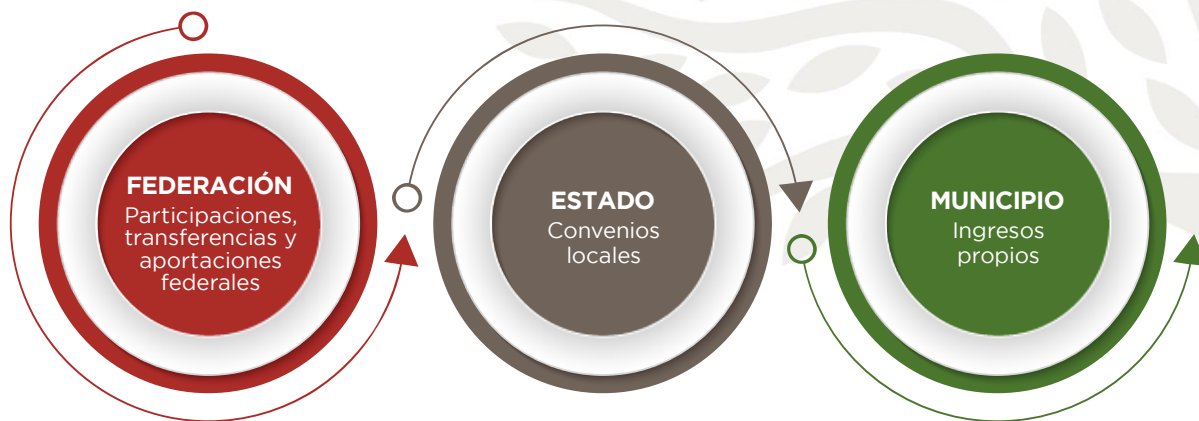 FEDERACIÓN
Participaciones,
transferencias y
aportaciones
federales
ESTADO
Convenios
locales
MUNICIPIO
Ingresos
propios